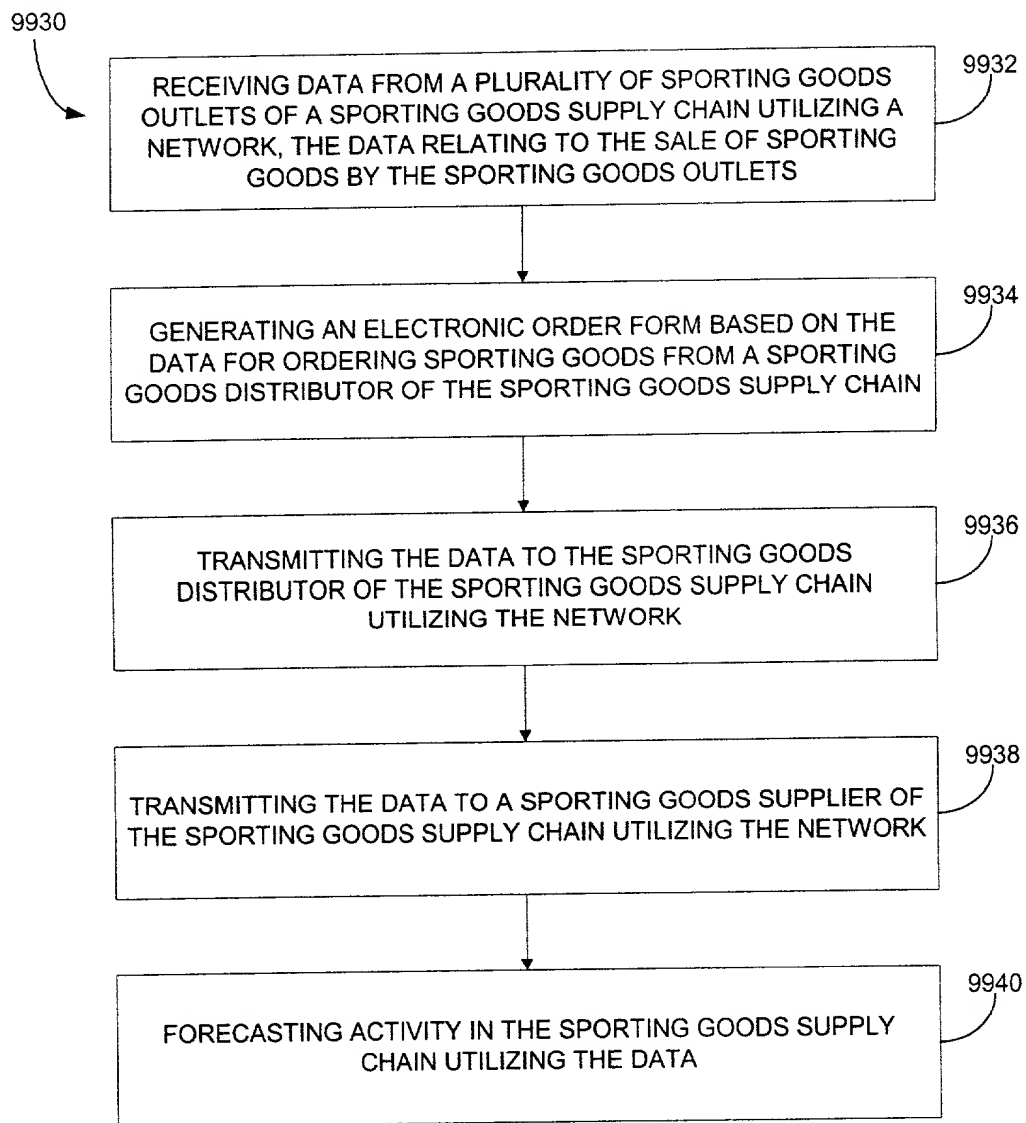 9930
9932
RECEIVING DATA FROM A PLURALITY OF SPORTING GOODS
OUTLETS OF A SPORTING GOODS SUPPLY CHAIN UTILIZING A
NETWORK, THE DATA RELATING TO THE SALE OF SPORTING
GOODS BY THE SPORTING GOODS OUTLETS
9934
GENERATING AN ELECTRONIC ORDER FORM BASED ON THE
DATA FOR ORDERING SPORTING GOODS FROM A SPORTING
GOODS DISTRIBUTOR OF THE SPORTING GOODS SUPPLY CHAIN
9936
TRANSMITTING THE DATA TO THE SPORTING GOODS
DISTRIBUTOR OF THE SPORTING GOODS SUPPLY CHAIN
UTILIZING THE NETWORK
9938
TRANSMITTING THE DATA TO A SPORTING GOODS SUPPLIER OF
THE SPORTING GOODS SUPPLY CHAIN UTILIZING THE NETWORK
9940
FORECASTING ACTIVITY IN THE SPORTING GOODS SUPPLY
CHAIN UTILIZING THE DATA